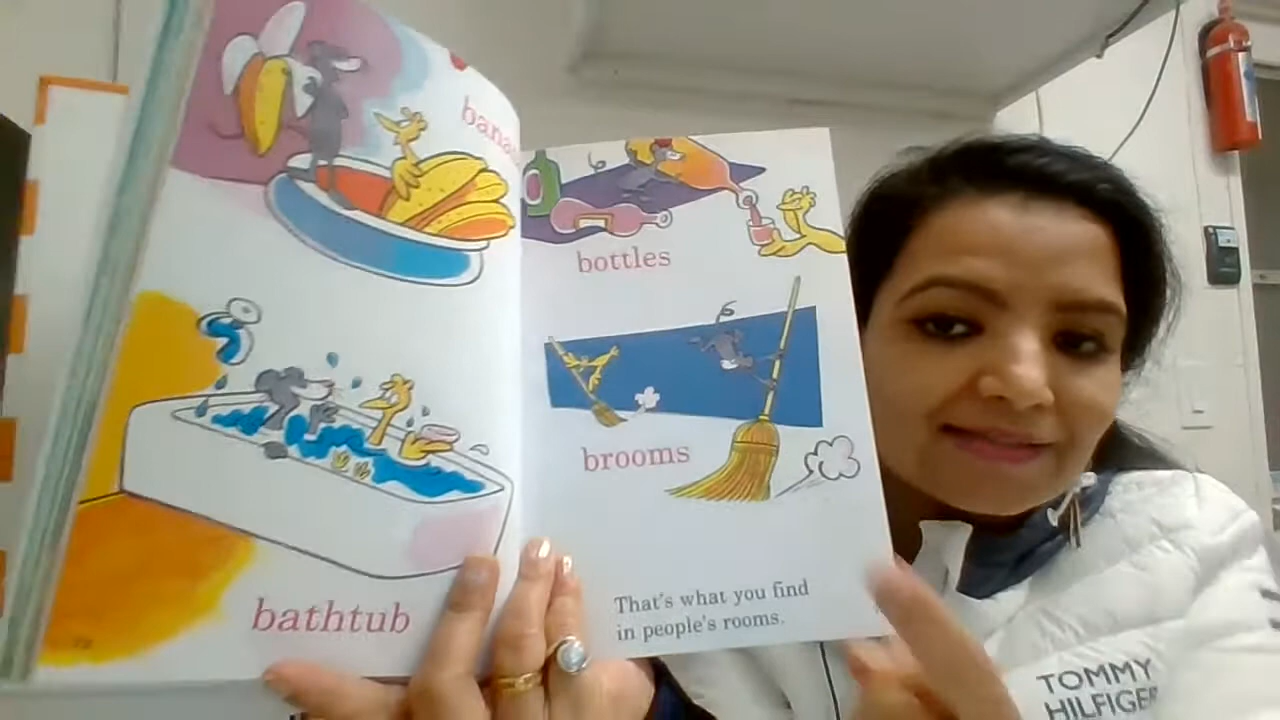 bathtub
bottles
brooms
That's what you find
in people's rooms.
TOMMY
HILFIGER